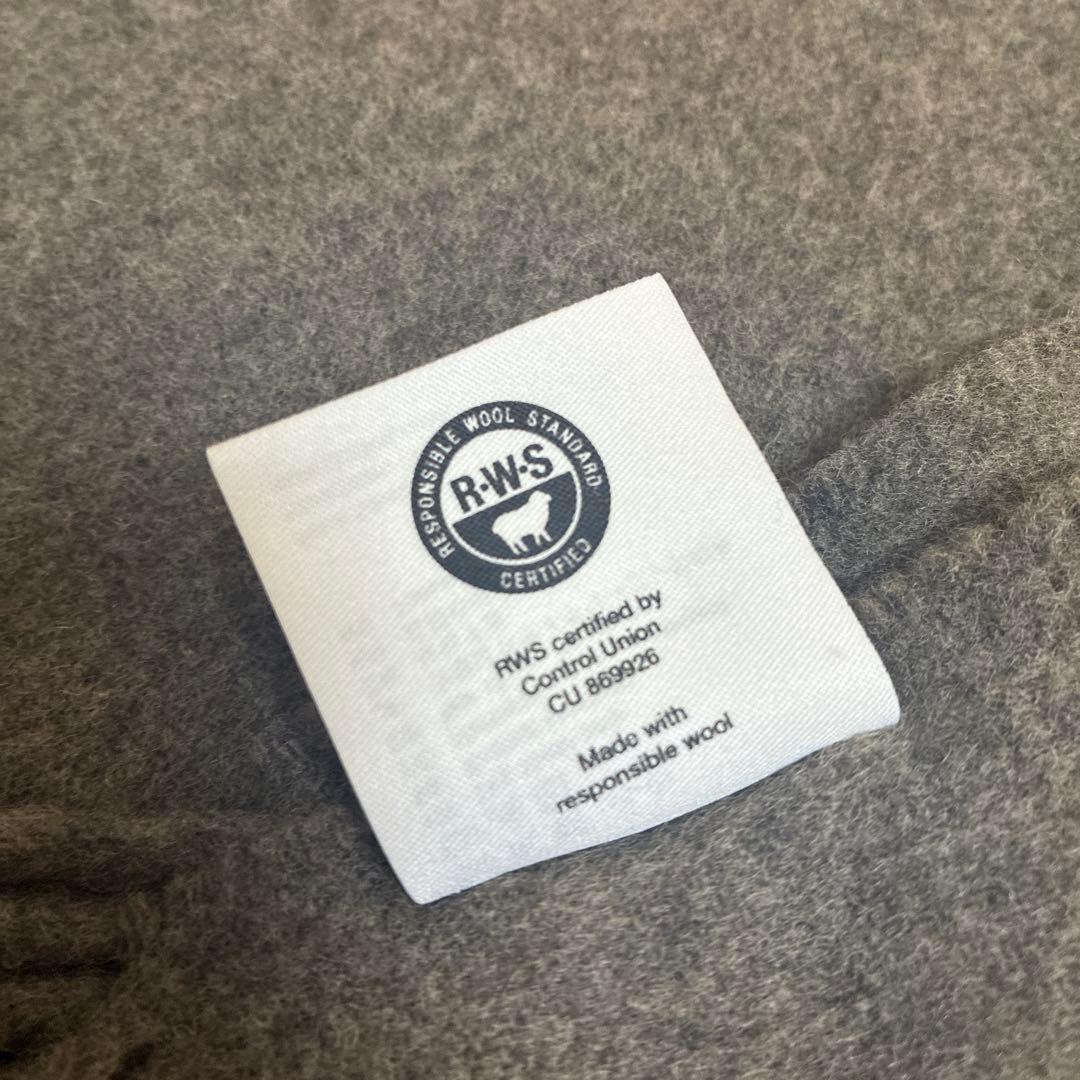 RESPONSIBLE WOOL STANDARD
R·W·S
CERTIFIED
RWS certified by
Control Union
CU 869926
Made with
responsible wool